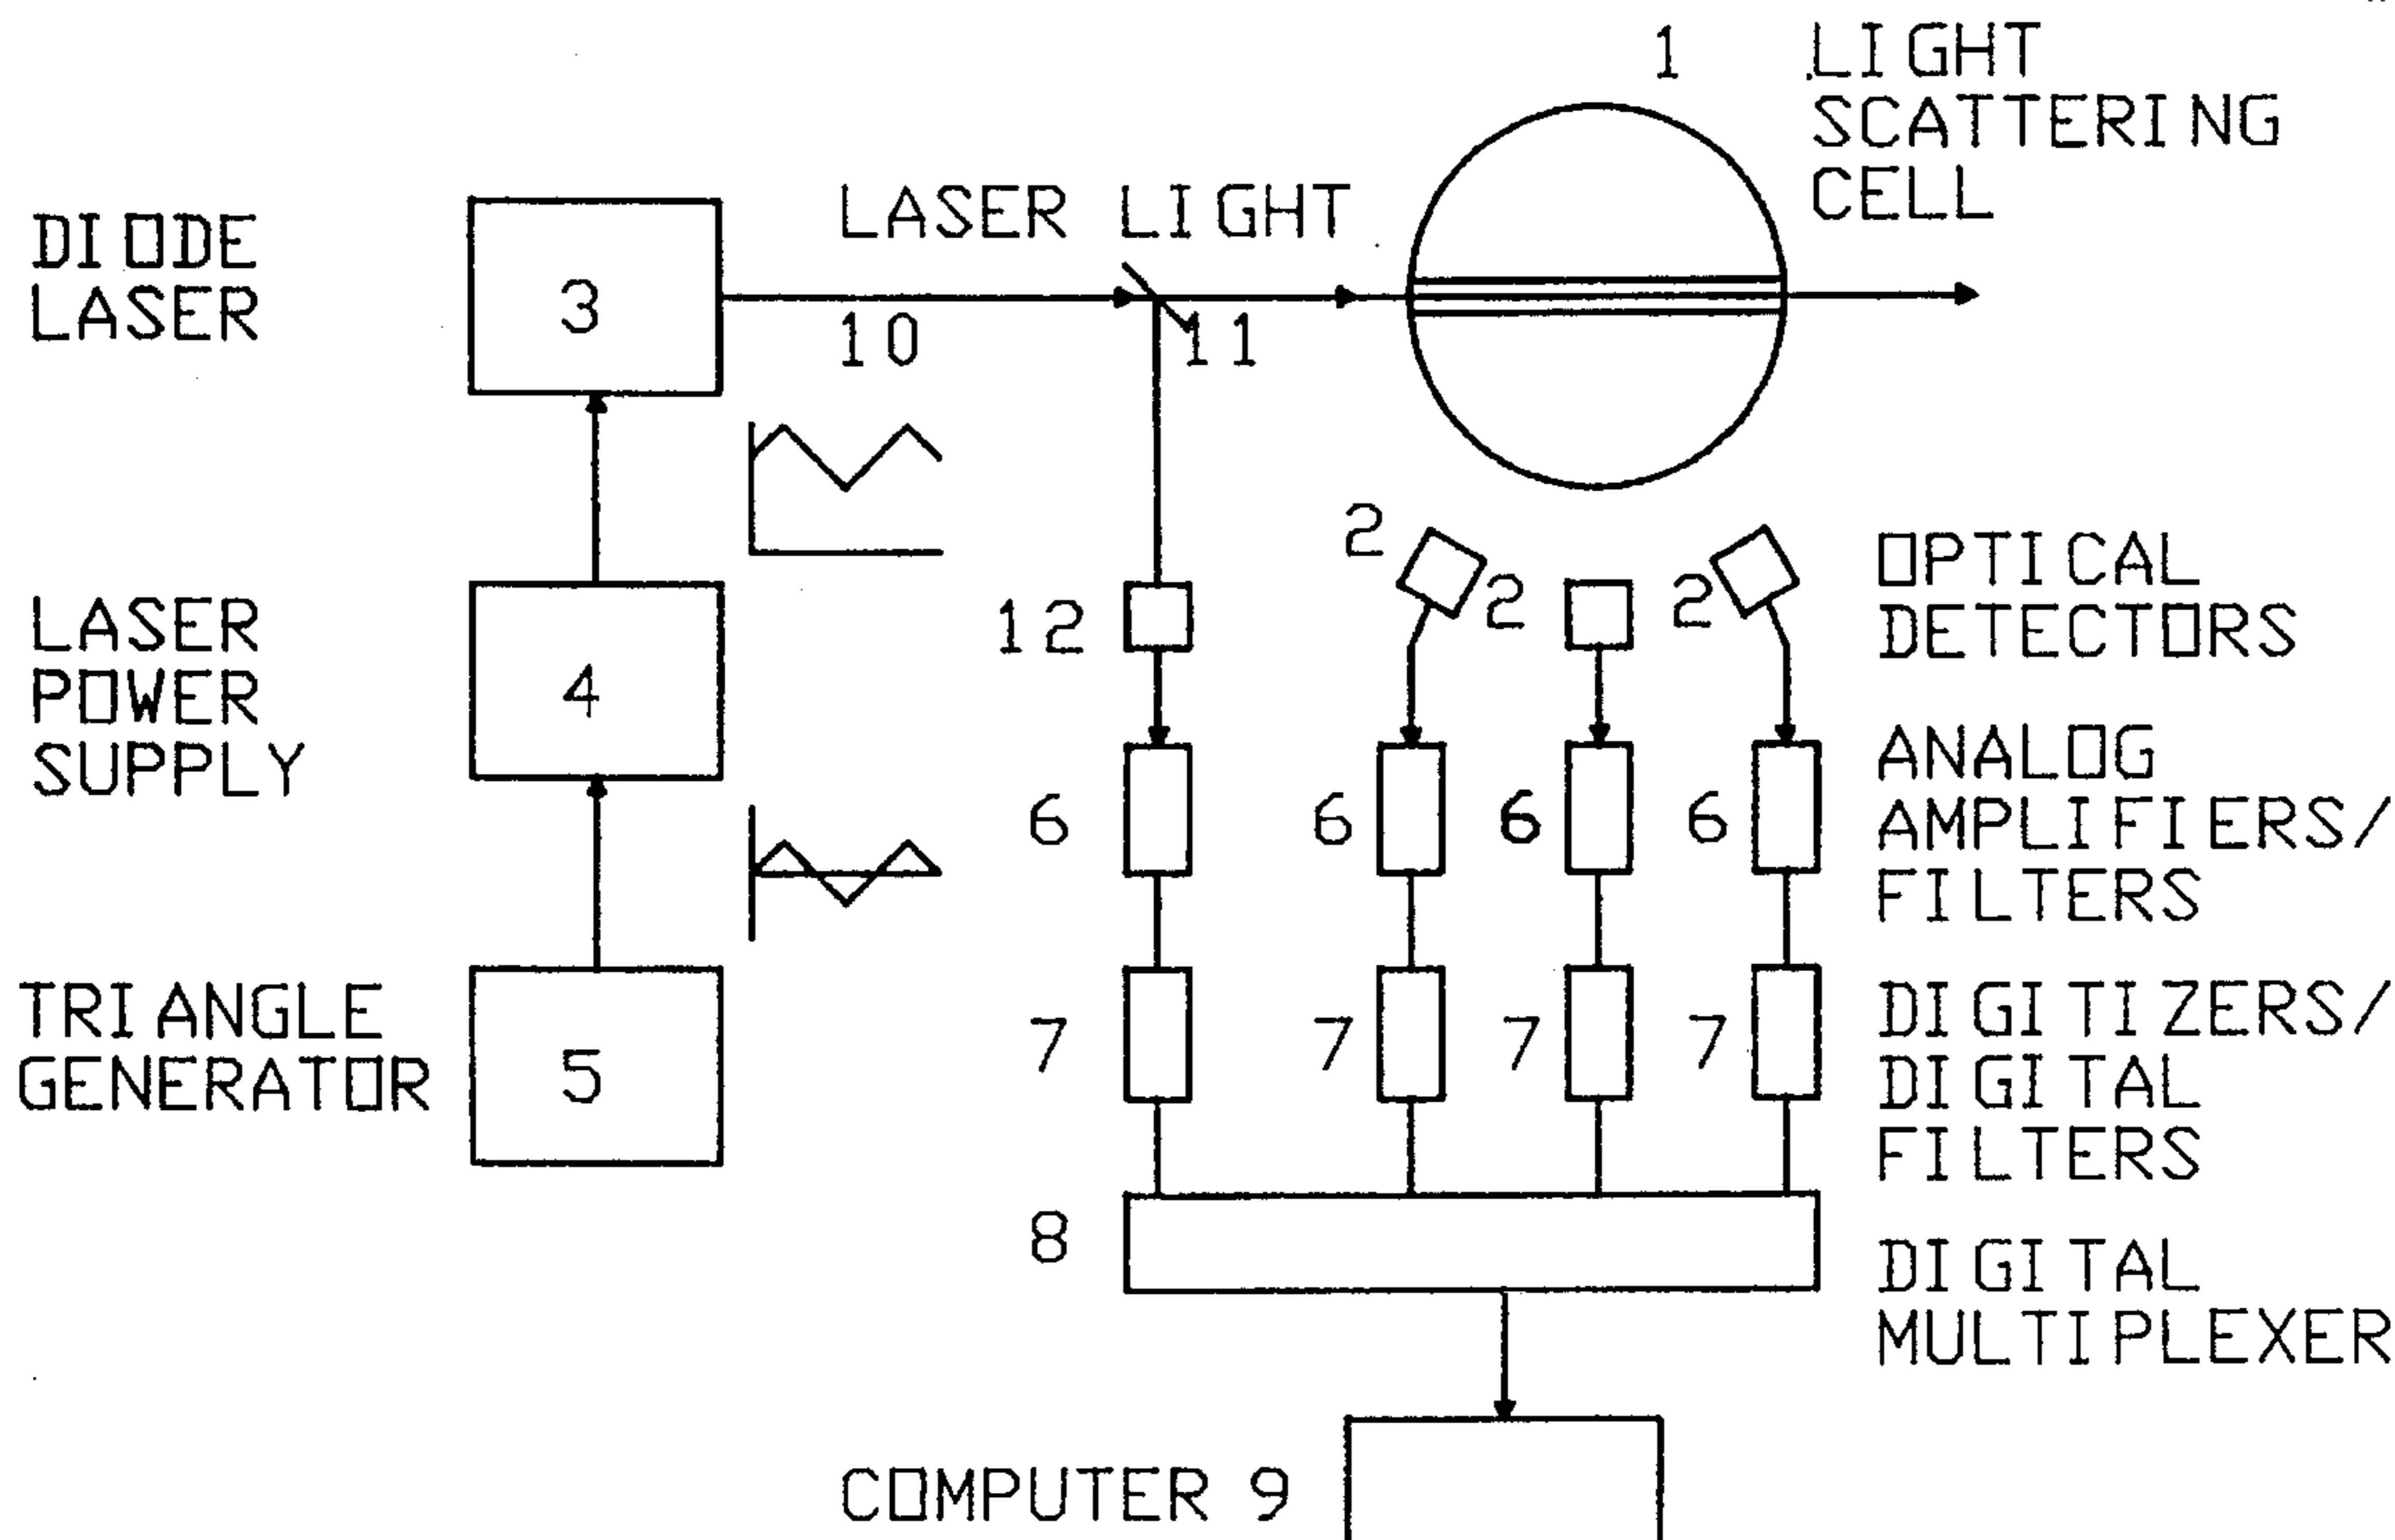 1
LIGHT
SCATTERING
CELL
DIODE
LASER
3
LASER LIGHT
10
11
2
2
2
OPTICAL
DETECTORS
12
LASER
POWER
SUPPLY
4
ANALOG
AMPLIFIERS/
FILTERS
6
6
6
6
TRIANGLE
GENERATOR
5
7
7
7
7
DIGITIZERS/
DIGITAL
FILTERS
8
DIGITAL
MULTIPLEXER
COMPUTER 9